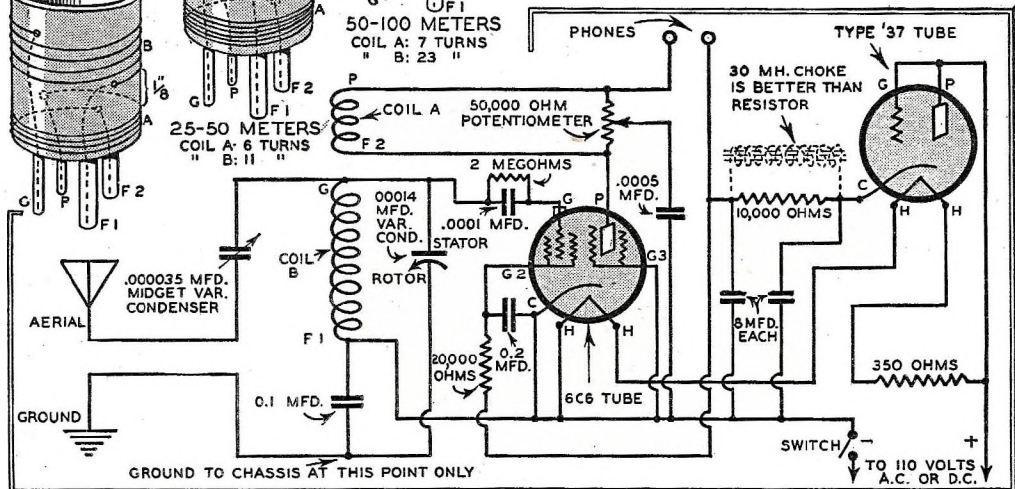 B
1/8"
A
G
P
F1
F2
A
G
P
F1
F2
25-50 METERS
COIL A- 6 TURNS
" B: 11 "
G
F1
50-100 METERS
COIL A: 7 TURNS
" B: 23 "
PHONES
TYPE '37 TUBE
P
COIL A
F2
50,000 OHM
POTENTIOMETER
30 MH. CHOKE
IS BETTER THAN
RESISTOR
G
P
C
H
H
10,000 OHMS
2 MEGOHMS
.0001 MFD.
.0005
MFD.
G
00014
MFD.
VAR.
COND.
STATOR
ROTOR
COIL
B
F1
.000035 MFD.
MIDGET VAR.
CONDENSER
AERIAL
G
P
G2
G3
C
H
H
0.2
MFD.
20,000
OHMS
6C6 TUBE
8 MFD.
EACH
350 OHMS
0.1 MFD.
GROUND
GROUND TO CHASSIS AT THIS POINT ONLY
SWITCH
-
+
TO 110 VOLTS
A.C. OR D.C.